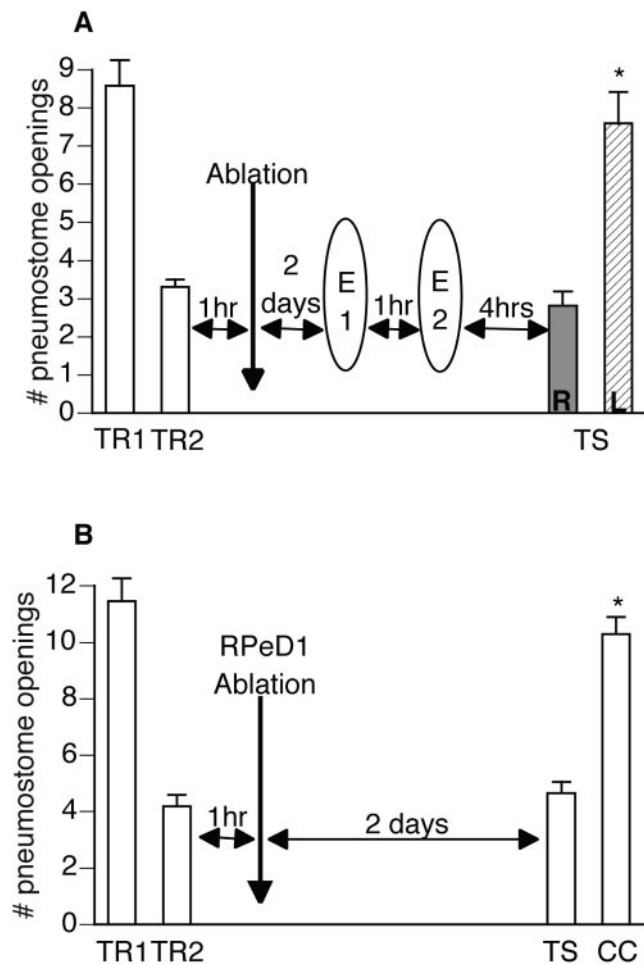 A
# pneumostome openings
9
8
7
6
5
4
3
2
1
0
Ablation
1hr
2
days
E
1
1hr
E
2
4hrs
R
*
L
TR1 TR2
TS
B
# pneumostome openings
12
10
8
6
4
2
0
RPeD1
Ablation
1hr
2 days
*
TR1 TR2
TS CC